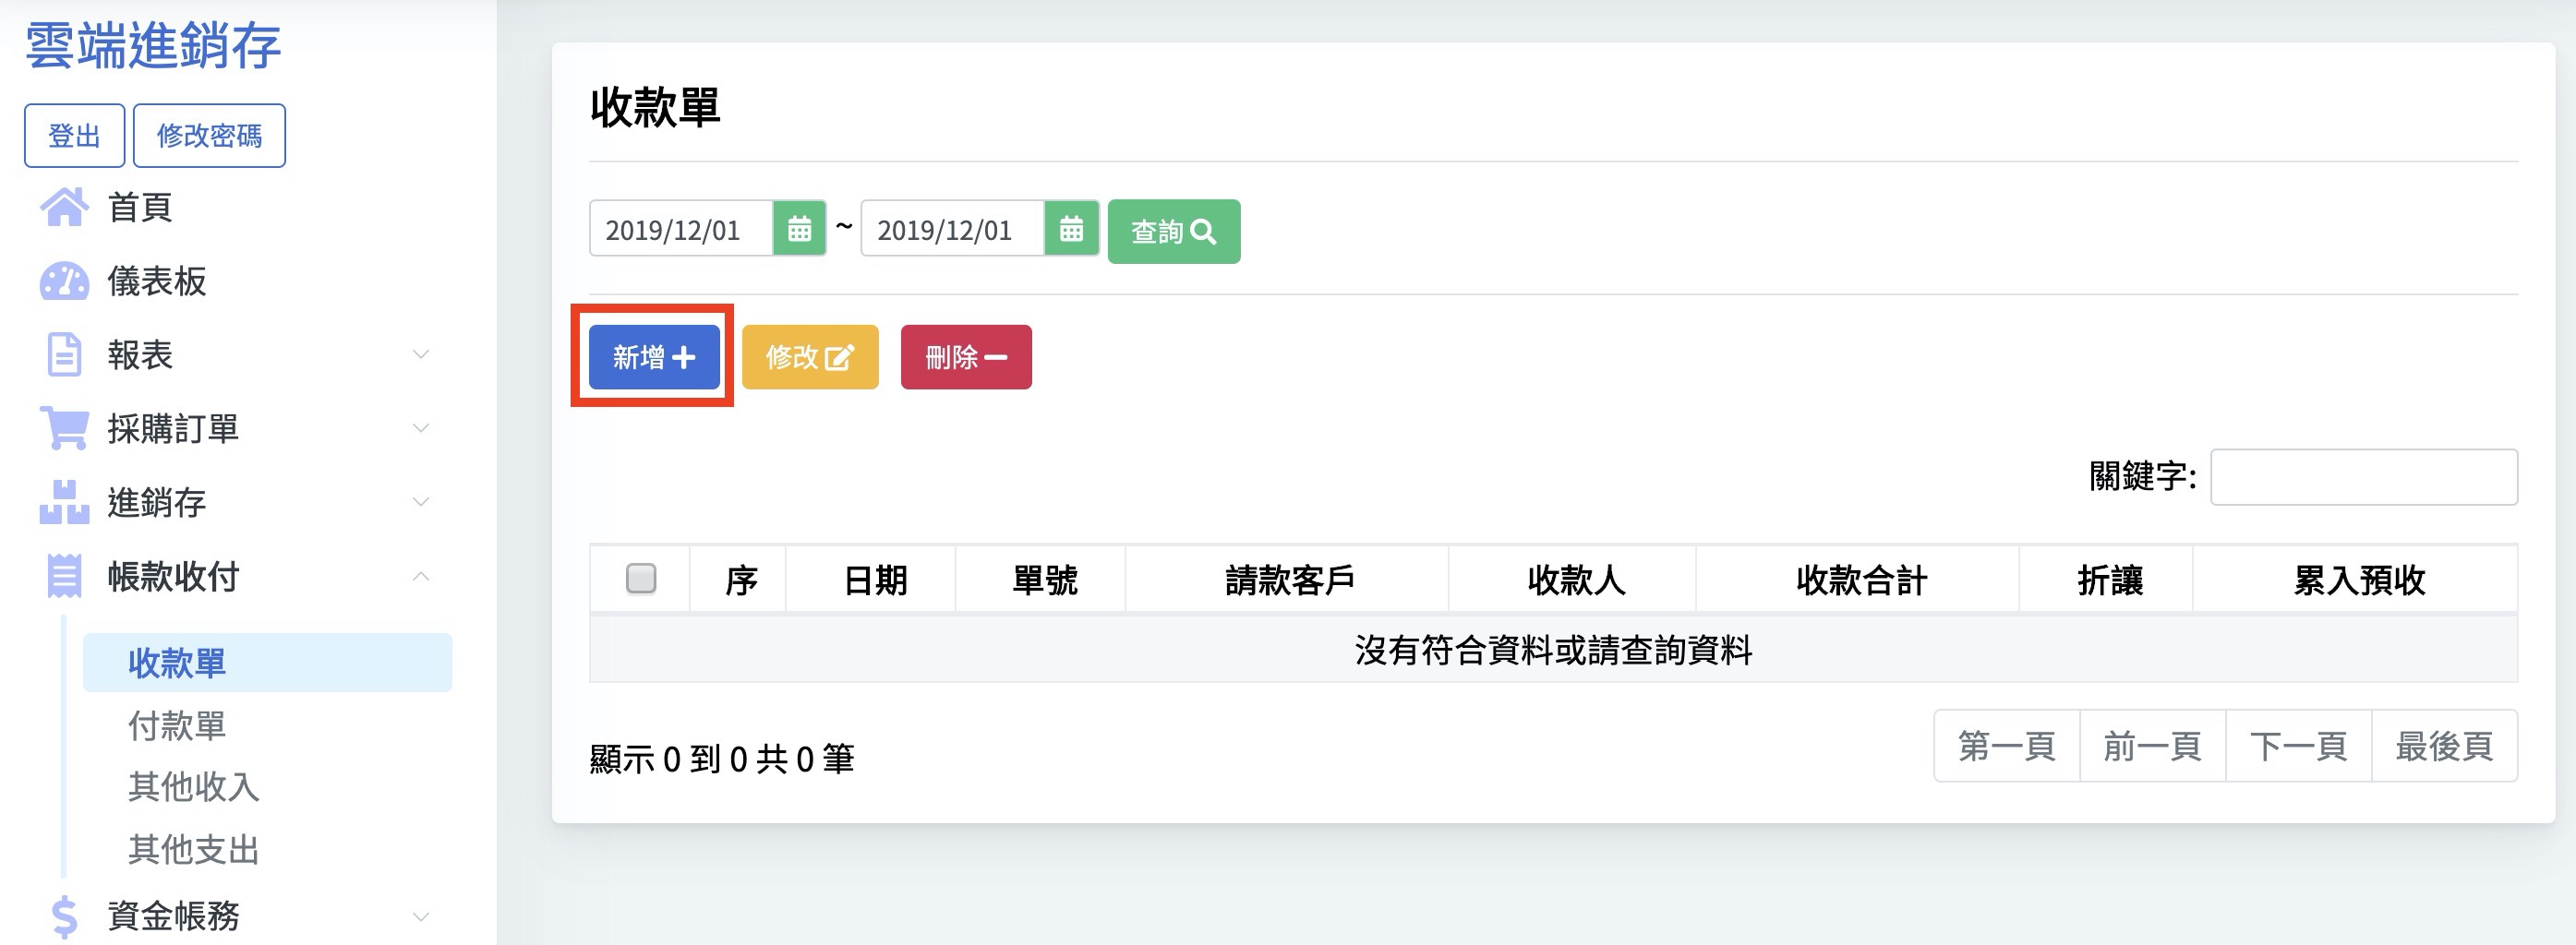 雲端進銷存
登出 修改密碼
首頁
儀表板
報表
採購訂單
進銷存
帳款收付
收款單
付款單
其他收入
其他支出
資金帳務
收款單
2019/12/01 ~ 2019/12/01 查詢
新增 修改 刪除
關鍵字:
序 日期 單號 請款客戶 收款人 收款合計 折讓 累入預收
沒有符合資料或請查詢資料
顯示 0 到 0 共 0 筆
第一頁 前一頁 下一頁 最後頁